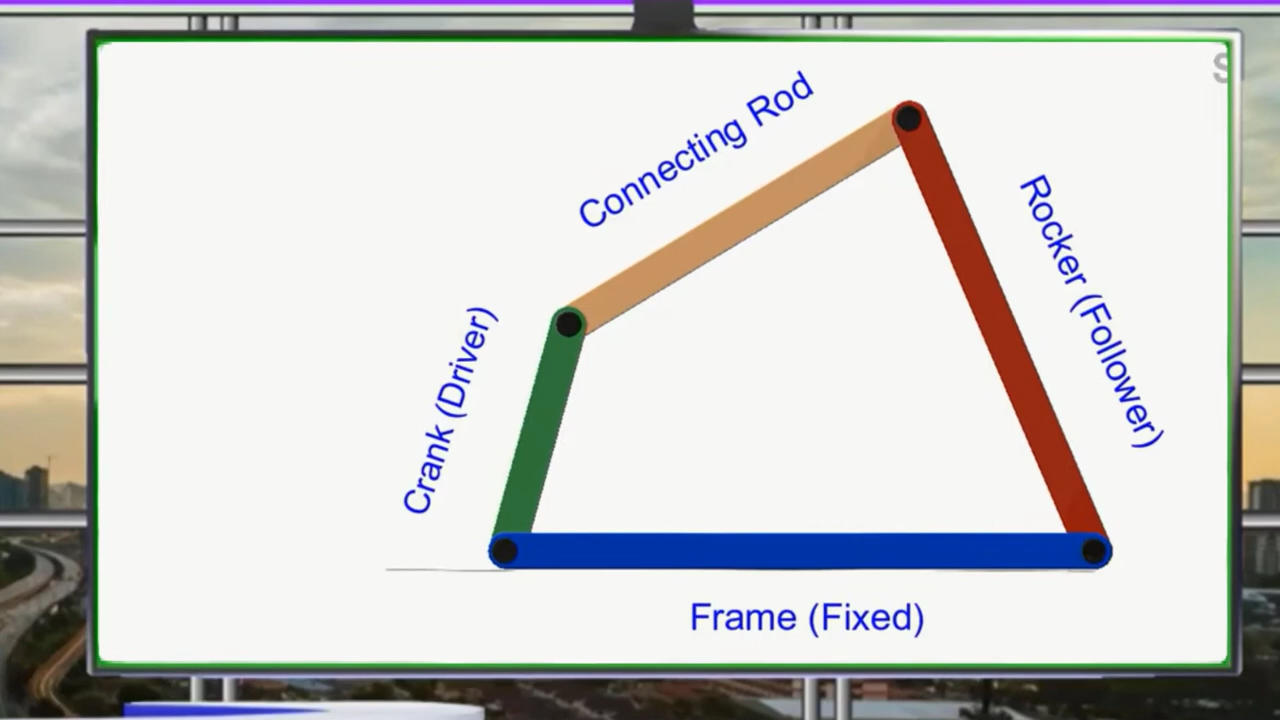 Connecting Rod
Rocker (Follower)
Crank (Driver)
Frame (Fixed)